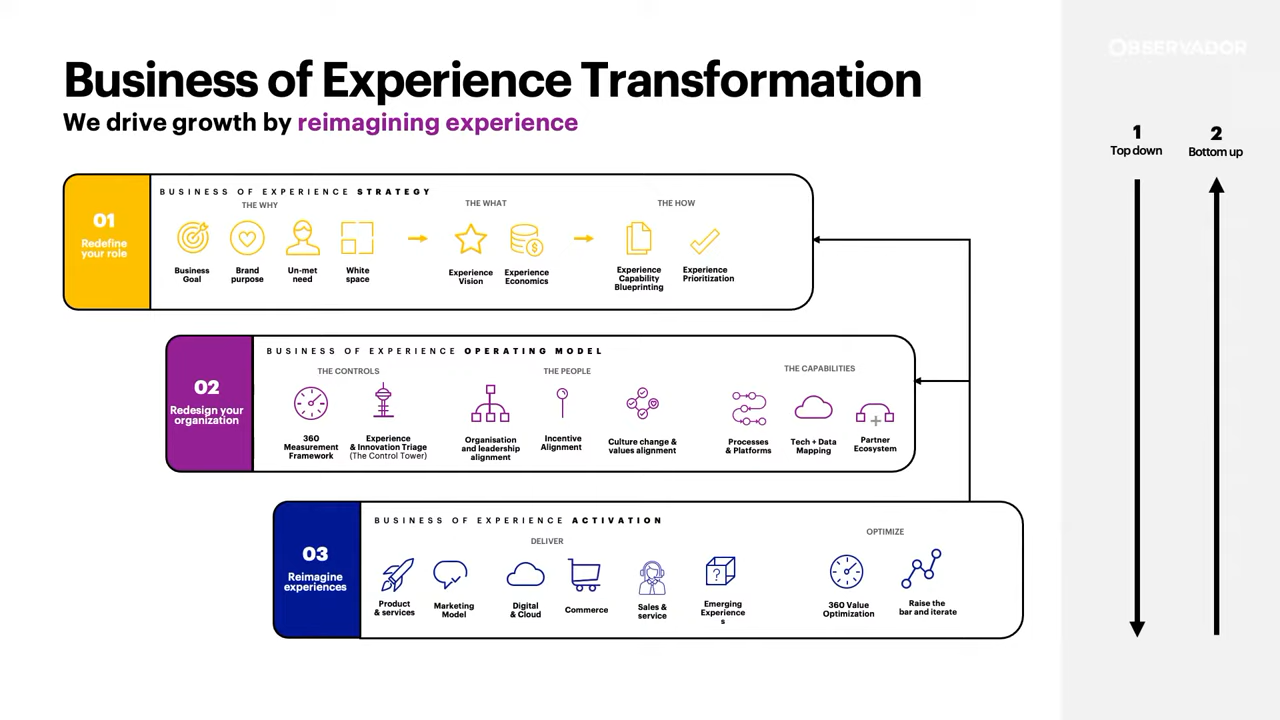 OBSERVADOR
Business of Experience Transformation
We drive growth by reimagining experience
1
Top down
2
Bottom up
01
Redefine
your role
BUSINESS OF EXPERIENCE STRATEGY
THE WHY
THE WHAT
THE HOW
Business
Goal
Brand
purpose
Un-met
need
White
space
Experience
Vision
Experience
Economics
Experience
Capability
Blueprinting
Experience
Prioritization
02
Redesign your
organization
BUSINESS OF EXPERIENCE OPERATING MODEL
THE CONTROLS
THE PEOPLE
THE CAPABILITIES
360
Measurement
Framework
Experience
& Innovation Triage
(The Control Tower)
Organisation
and leadership
alignment
Incentive
Alignment
Culture change &
values alignment
Processes
& Platforms
Tech + Data
Mapping
Partner
Ecosystem
03
Reimagine
experiences
BUSINESS OF EXPERIENCE ACTIVATION
DELIVER
OPTIMIZE
Product
& services
Marketing
Model
Digital
& Cloud
Commerce
Sales &
service
?
Emerging
Experience
s
360 Value
Optimization
Raise the
bar and iterate